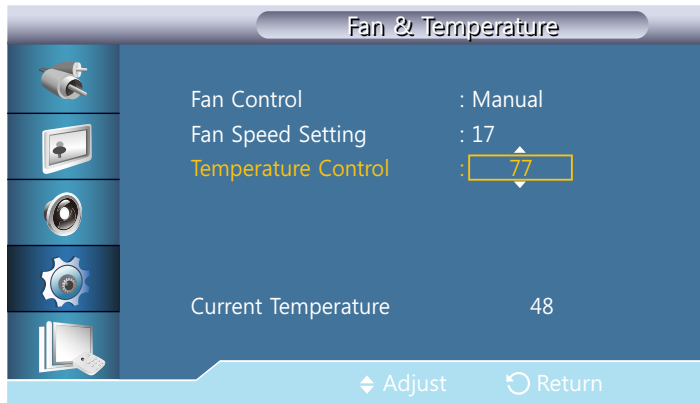 Fan & Temperature
Fan Control : Manual
Fan Speed Setting : 17
Temperature Control : 77
Current Temperature 48
Adjust Return